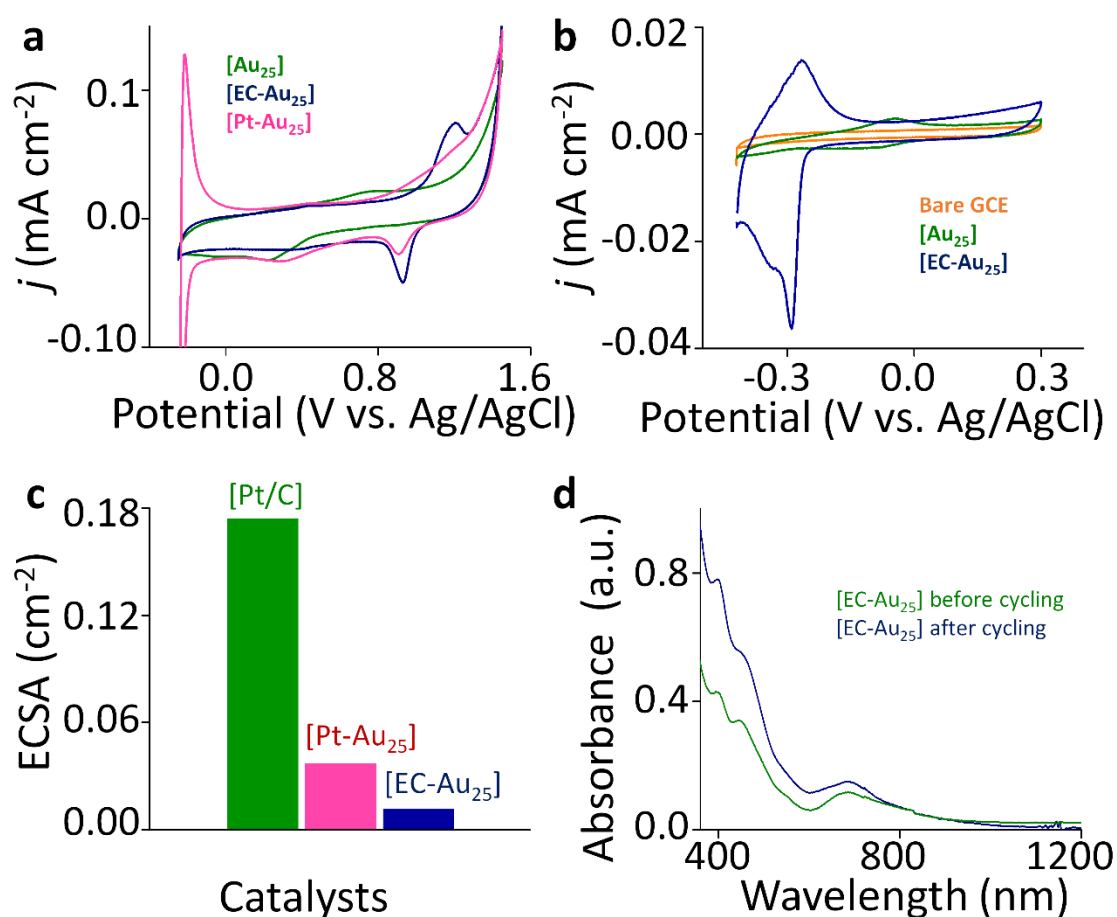 a
[Au₂₅]
[EC-Au₂₅]
[Pt-Au₂₅]
0.1
0.0
-0.10
j (mA cm⁻²)
0.0 0.8 1.6
Potential (V vs. Ag/AgCl)
b
0.02
0.00
-0.02
-0.04
j (mA cm⁻²)
Bare GCE
[Au₂₅]
[EC-Au₂₅]
-0.3 0.0 0.3
Potential (V vs. Ag/AgCl)
c
[Pt/C]
[Pt-Au₂₅]
[EC-Au₂₅]
0.18
0.12
0.06
0.00
ECSA (cm⁻²)
Catalysts
d
[EC-Au₂₅] before cycling
[EC-Au₂₅] after cycling
0.8
0.4
0.0
Absorbance (a.u.)
400 800 1200
Wavelength (nm)